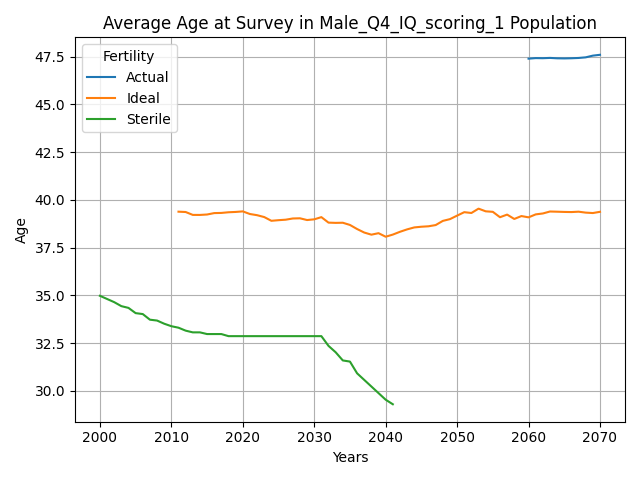 Average Age at Survey in Male_Q4_IQ_scoring_1 Population
Fertility
Actual
Ideal
Sterile
47.5
45.0
42.5
40.0
37.5
35.0
32.5
30.0
Age
2000 2010 2020 2030 2040 2050 2060 2070
Years